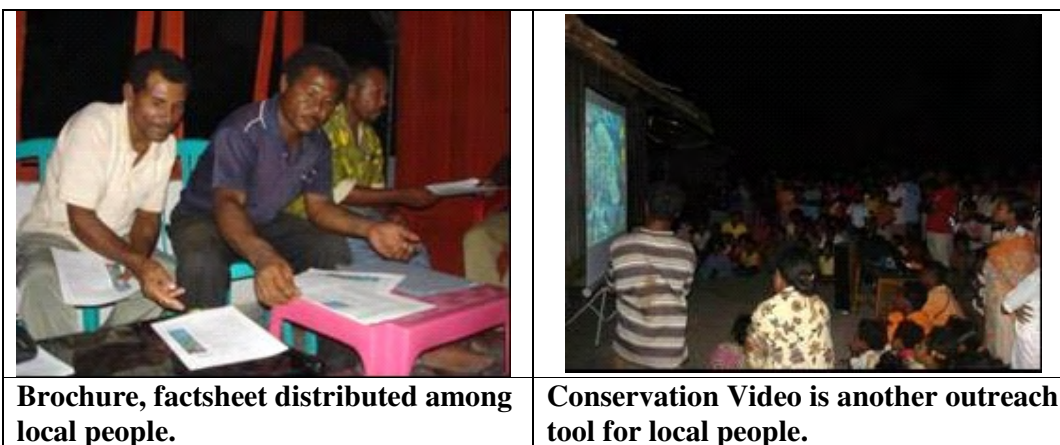 Brochure, factsheet distributed among
local people.
Conservation Video is another outreach
tool for local people.